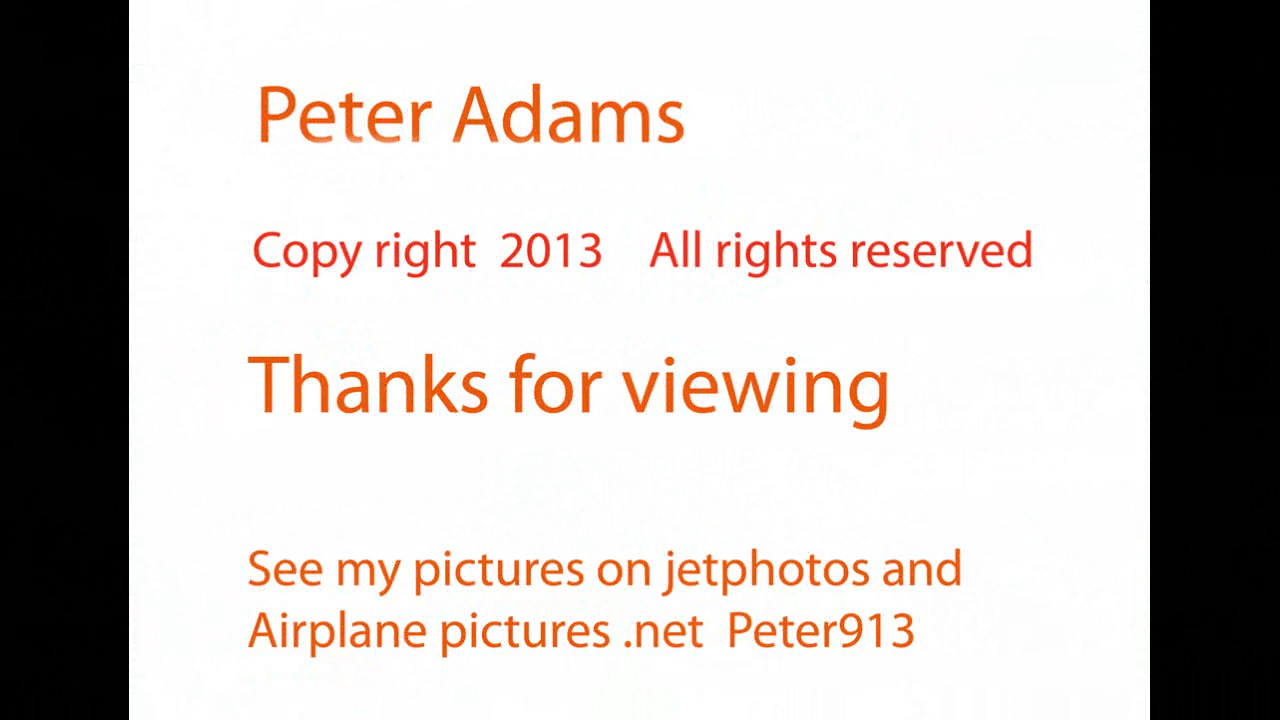 Peter Adams
Copy right 2013 All rights reserved
Thanks for viewing
See my pictures on jetphotos and
Airplane pictures .net Peter913